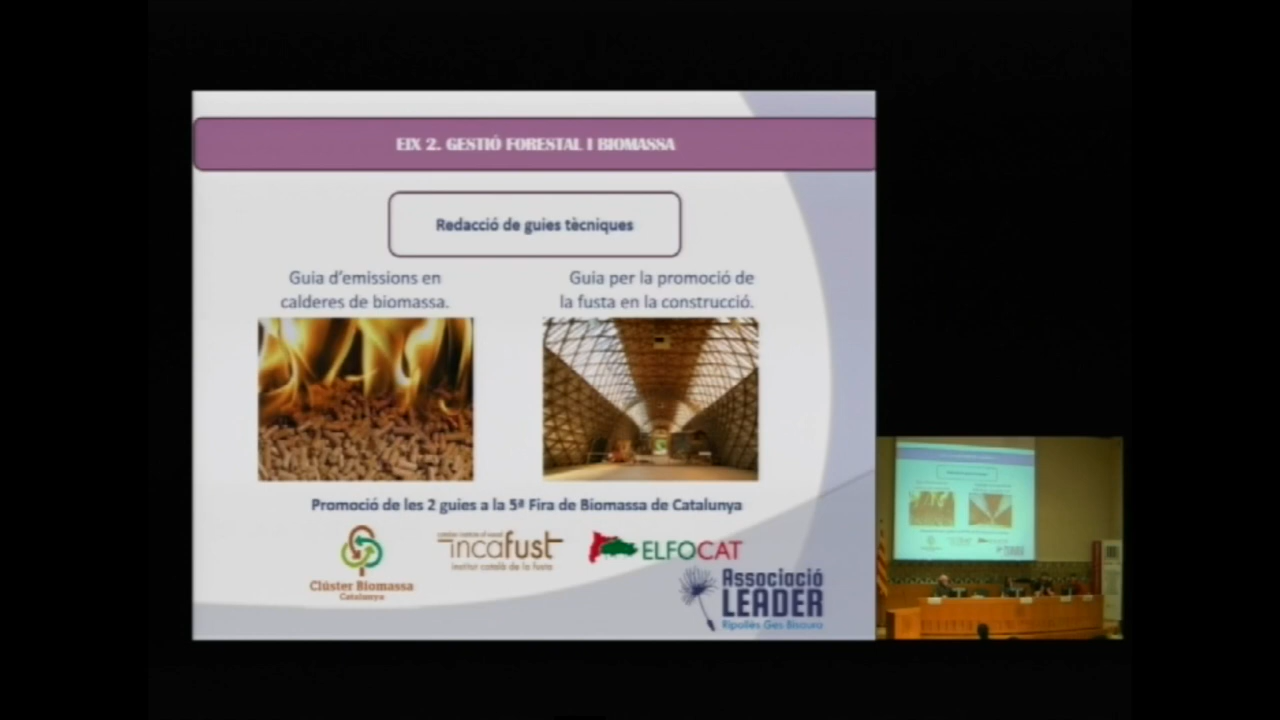 EIX 2. GESTIÓ FORESTAL I BIOMASSA
Redacció de guies tècniques
Guia d'emissions en
calderes de biomassa.
Guia per la promoció de
la fusta en la construcció.
Promoció de les 2 guies a la 5ª Fira de Biomassa de Catalunya
Clúster Biomassa
Catalunya
incafust
institut català de la fusta
ELFOCAT
Associació
LEADER
Ripollès Ges Bisaura